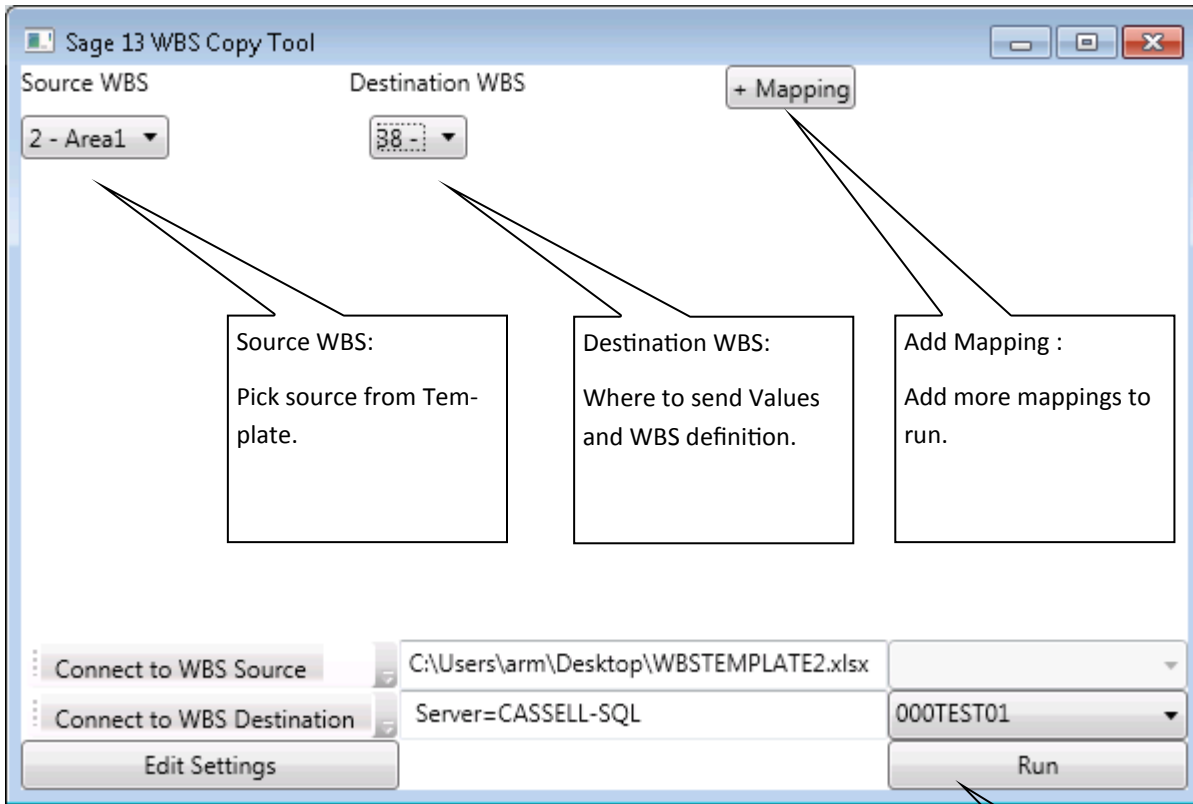 Sage 13 WBS Copy Tool
Source WBS
Destination WBS
+ Mapping
2 - Area1
38 -
Source WBS:
Pick source from Tem-
plate.
Destination WBS:
Where to send Values
and WBS definition.
Add Mapping :
Add more mappings to
run.
Connect to WBS Source
C:\Users\arm\Desktop\WBSTEMPLATE2.xlsx
Connect to WBS Destination
Server=CASSELL-SQL
000TEST01
Edit Settings
Run